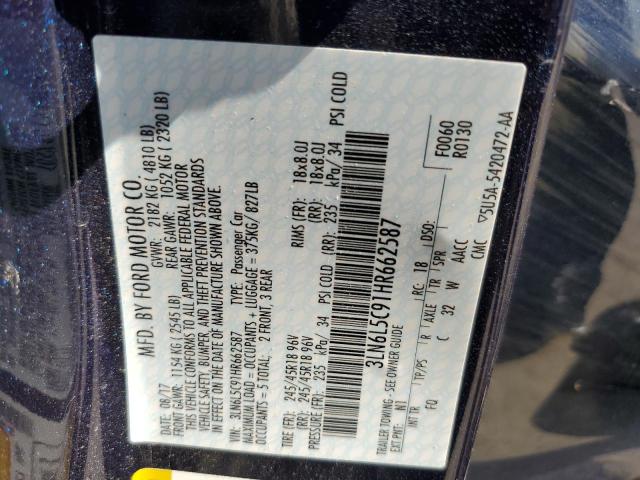 MFD. BY FORD MOTOR CO.
08/17 GVWR: 2182 KG ( 4810 LB)
FRONT GAWR: 1154 KG ( 2545 LB) REAR GAWR: 1052 KG ( 2320 LB)
THIS VEHICLE CONFORMS TO ALL APPLICABLE FEDERAL MOTOR
VEHICLE SAFETY, BUMPER, AND THEFT PREVENTION STANDARDS
IN EFFECT ON THE DATE OF MANUFACTURE SHOWN ABOVE.
VIN: 3LN6L5C91HR662587 TYPE: Passenger Car
MAXIMUM LOAD = OCCUPANTS + LUGGAGE = 375KG / 827LB
OCCUPANTS = 5 TOTAL: 2 FRONT, 3 REAR
TIRE (FR): 245/45R18 96V RIMS (FR): 18x8.0J
(RR): 245/45R18 96V (RR): 18x8.0J
PRESSURE (FR): 235 kPa/ 34 PSI COLD (RR): 235 kPa/ 34 PSI COLD
3LN6L5C91HR662587
TRAILER TOWING - SEE OWNER GUIDE
F0060
R0130
EXT PNT: N1 RC: 18 DSO:
INT TR TP/PS R AXLE TR SPR
FQ C 32 W AACC
CMC ▽5U5A-5420472-AA